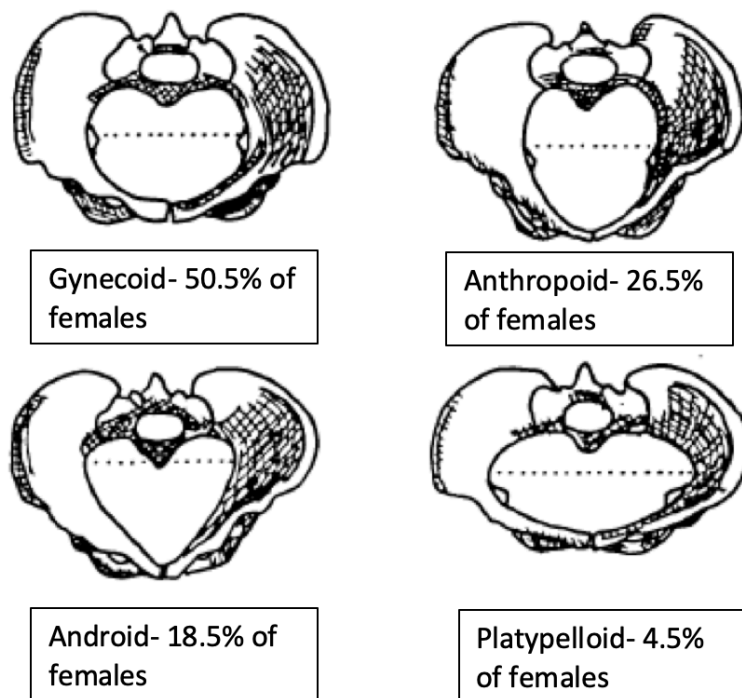 Gynecoid- 50.5% of
females
Anthropoid- 26.5%
of females
Android- 18.5% of
females
Platypelloid- 4.5%
of females